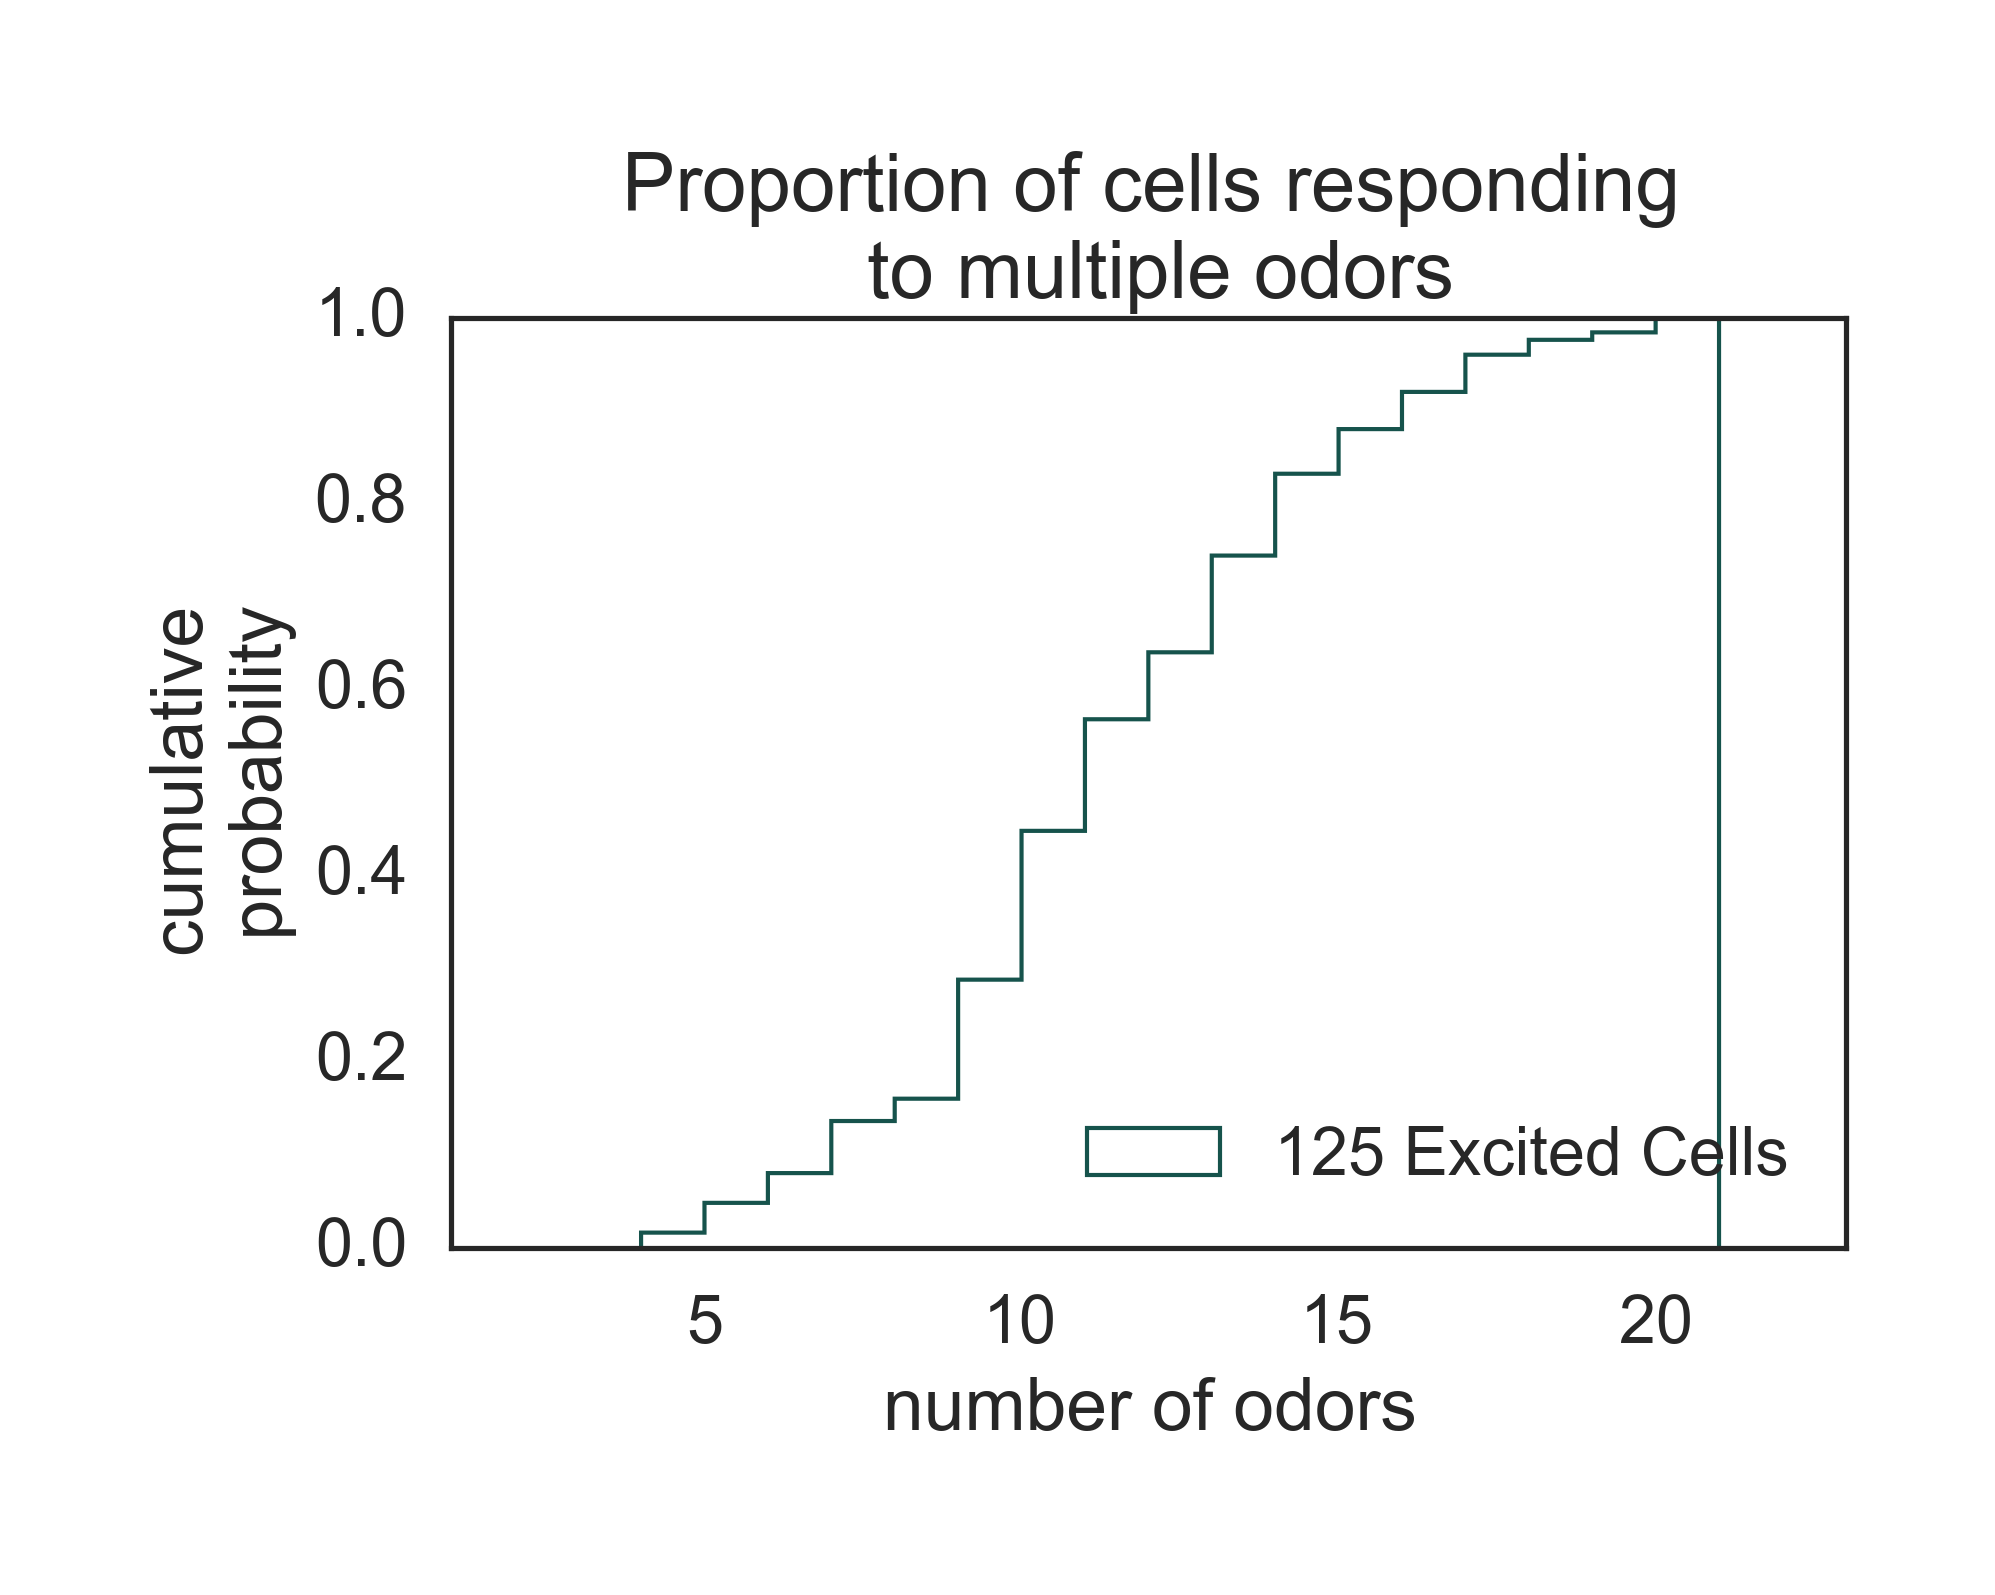 Proportion of cells responding
to multiple odors
1.0
0.8
0.6
0.4
0.2
0.0
cumulative
probability
125 Excited Cells
5 10 15 20
number of odors